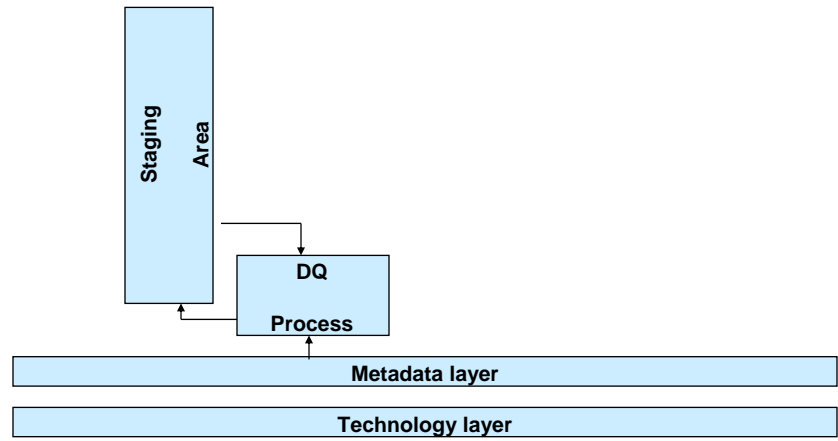 Staging
Area
DQ
Process
Metadata layer
Technology layer